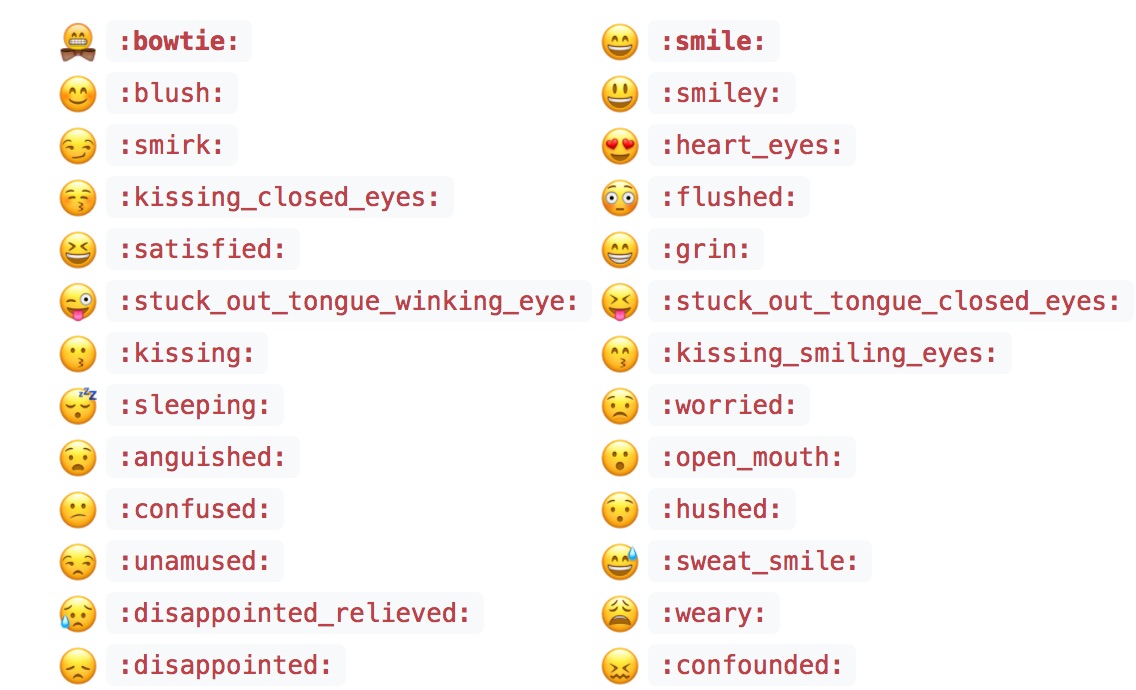 :bowtie: :smile:
:blush: :smiley:
:smirk: :heart_eyes:
:kissing_closed_eyes: :flushed:
:satisfied: :grin:
:stuck_out_tongue_winking_eye: :stuck_out_tongue_closed_eyes:
:kissing: :kissing_smiling_eyes:
:sleeping: :worried:
:anguished: :open_mouth:
:confused: :hushed:
:unamused: :sweat_smile:
:disappointed_relieved: :weary:
:disappointed: :confounded: